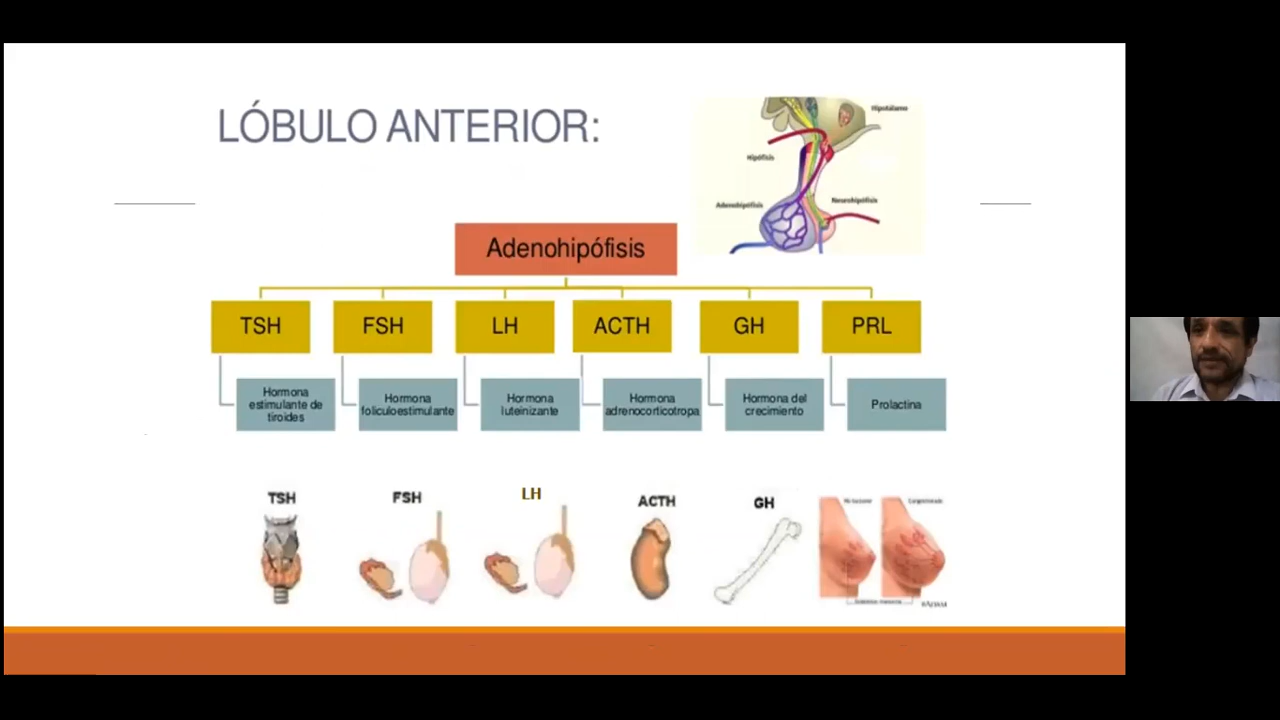 LÓBULO ANTERIOR:
Hipotálamo
Hipófisis
Adenohipófisis
Neurohipófisis
Adenohipófisis
TSH
FSH
LH
ACTH
GH
PRL
Hormona
estimulante de
tiroides
Hormona
foliculoestimulante
Hormona
luteinizante
Hormona
adrenocorticotropa
Hormona del
crecimiento
Prolactina
TSH
FSH
LH
ACTH
GH